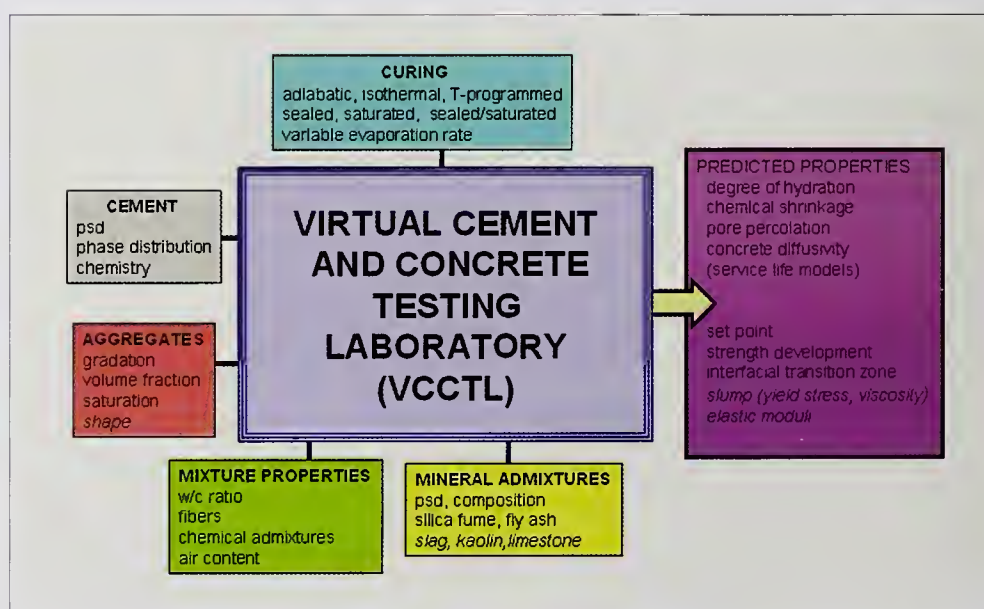 CURING
adiabatic, isothermal, T-programmed
sealed, saturated, sealed/saturated
variable evaporation rate
CEMENT
psd
phase distribution
chemistry
AGGREGATES
gradation
volume fraction
saturation
shape
VIRTUAL CEMENT
AND CONCRETE
TESTING
LABORATORY
(VCCTL)
MIXTURE PROPERTIES
w/c ratio
fibers
chemical admixtures
air content
MINERAL ADMIXTURES
psd, composition
silica fume, fly ash
slag, kaolin,limestone
PREDICTED PROPERTIES
degree of hydration
chemical shrinkage
pore percolation
concrete diffusivity
(service life models)
set point
strength development
interfacial transition zone
slump (yield stress, viscosity)
elastic moduli